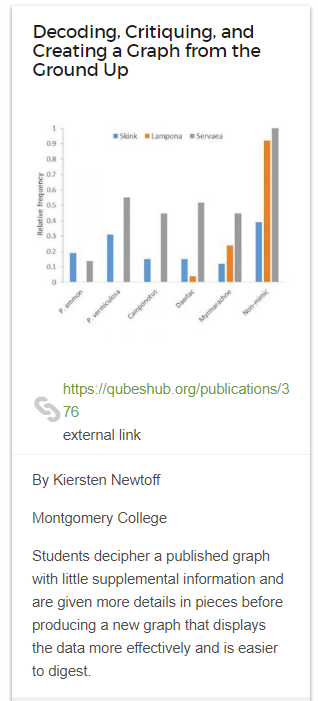 Decoding, Critiquing, and
Creating a Graph from the
Ground Up
Skink Lampona Servaea
Relative frequency
1
0.9
0.8
0.7
0.6
0.5
0.4
0.3
0.2
0.1
0
P. ammon
P. vermiculosa
Camponotus
Daerlac
Myrmarachne
Non-mimic
https://qubeshub.org/publications/3
76
external link
By Kiersten Newtoff
Montgomery College
Students decipher a published graph
with little supplemental information and
are given more details in pieces before
producing a new graph that displays
the data more effectively and is easier
to digest.